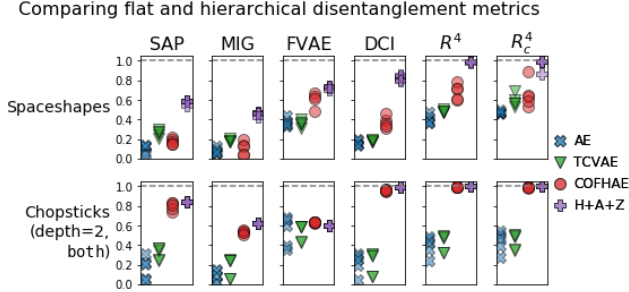 Comparing flat and hierarchical disentanglement metrics
SAP MIG FVAE DCI R⁴ R⁴c
Spaceshapes
1.0
0.8
0.6
0.4
0.2
0.0
AE
TCVAE
COFHAE
H+A+Z
Chopsticks
(depth=2,
both)
1.0
0.8
0.6
0.4
0.2
0.0